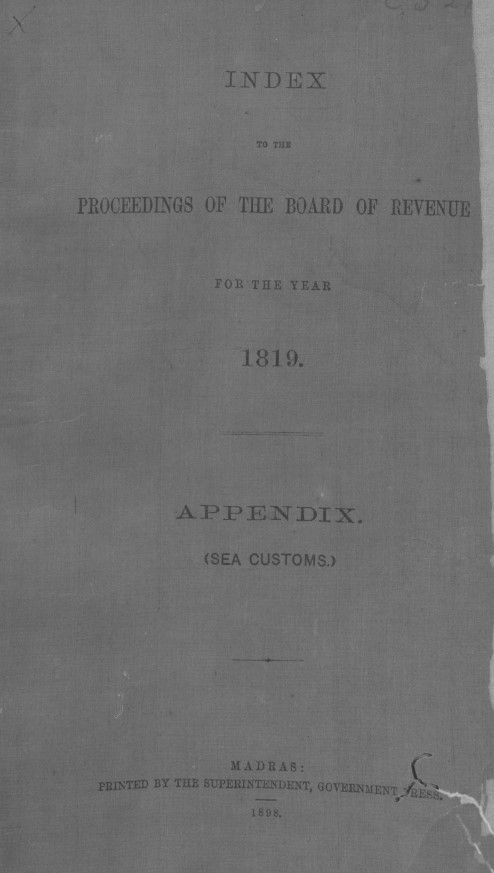 INDEX
TO THE
PROCEEDINGS OF THE BOARD OF REVENUE
FOR THE YEAR
1819.
APPENDIX.
(SEA CUSTOMS.)
MADRAS:
PRINTED BY THE SUPERINTENDENT, GOVERNMENT PRESS.
1898.